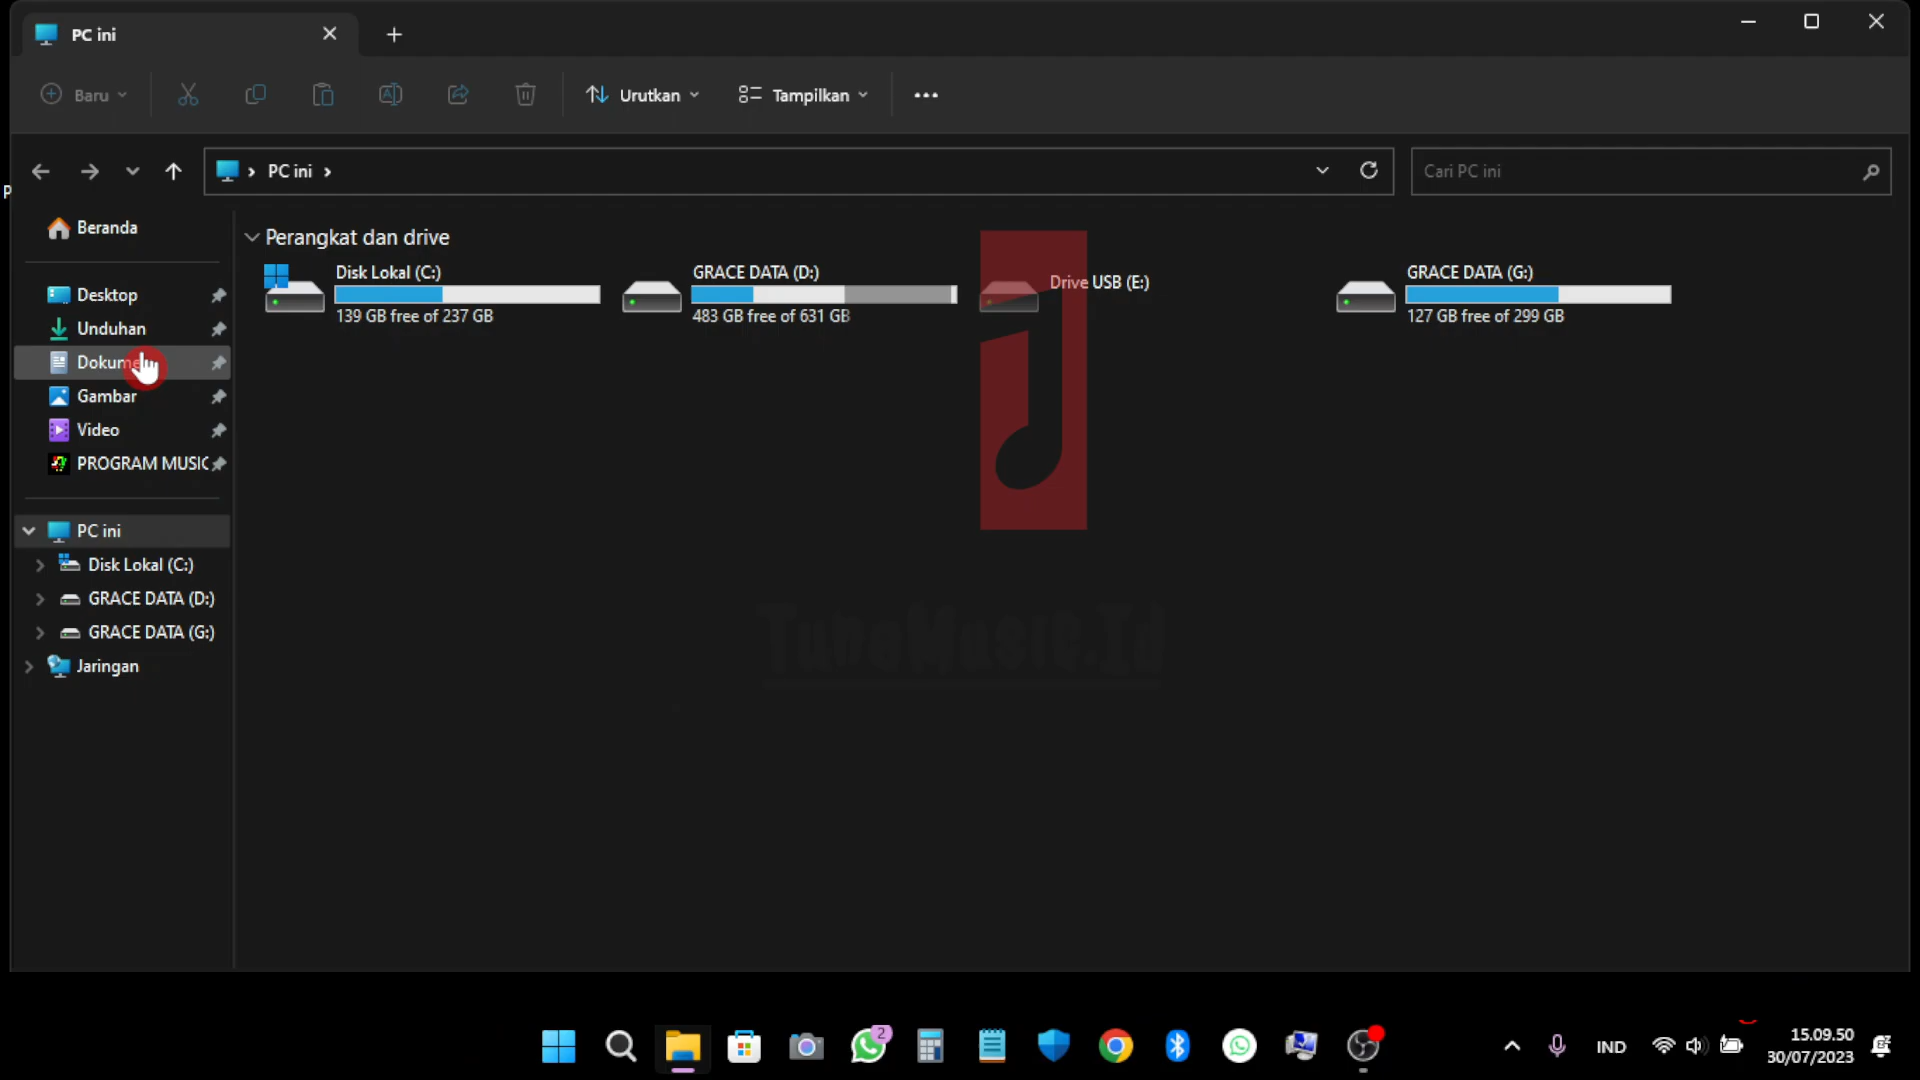 PC ini
Baru
Urutkan
Tampilkan
PC ini
Cari PC ini
Beranda
Desktop
Unduhan
Gambar
Video
PROGRAM MUSIC
PC ini
Disk Lokal (C:)
GRACE DATA (D:)
GRACE DATA (G:)
Jaringan
Perangkat dan drive
Disk Lokal (C:)
139 GB free of 237 GB
GRACE DATA (D:)
483 GB free of 631 GB
Drive USB (E:)
GRACE DATA (G:)
127 GB free of 299 GB
TubeMusic.Id
2
IND
15.09.50
30/07/2023